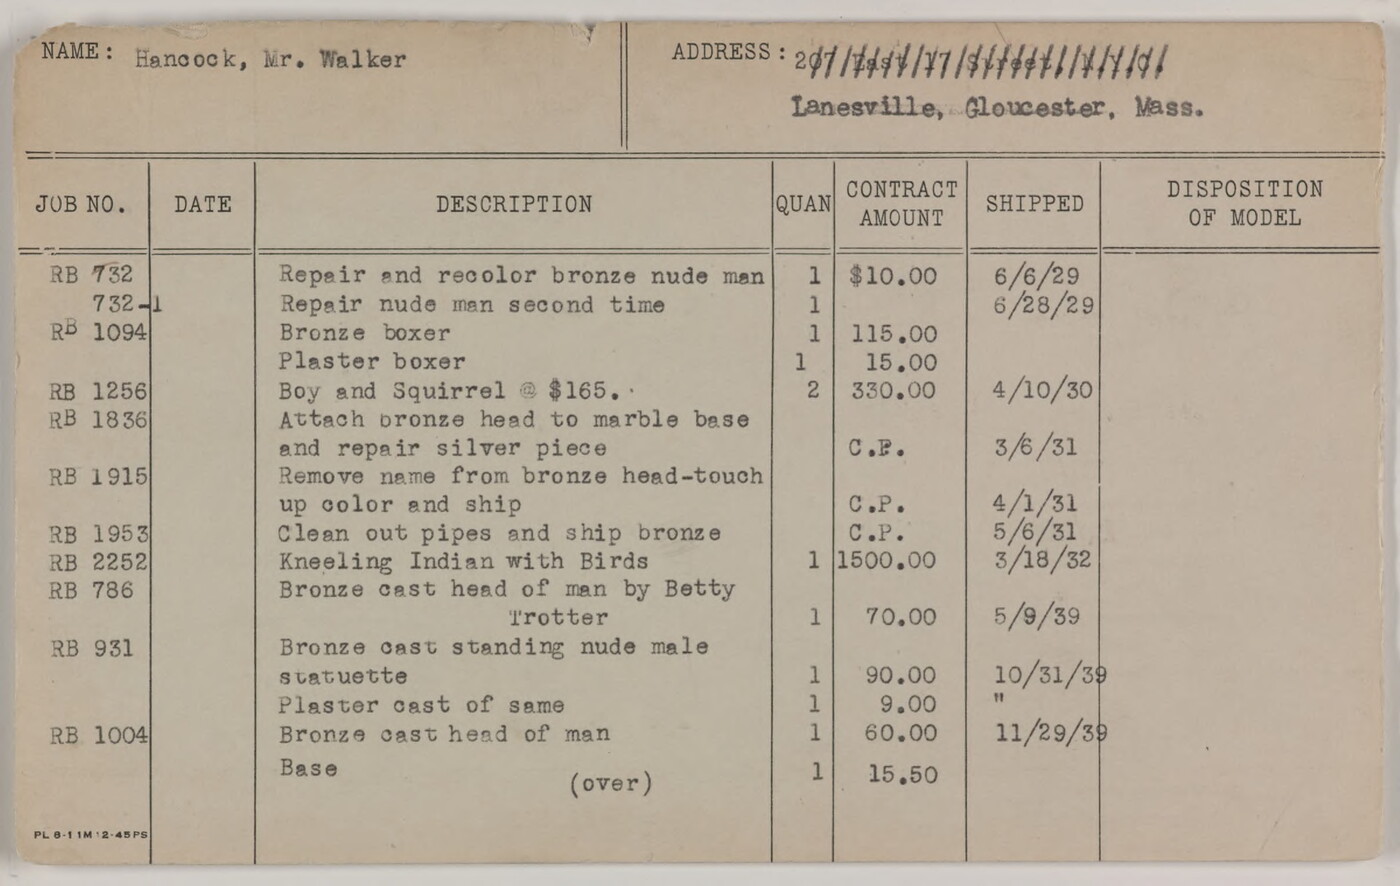 NAME: Hancock, Mr. Walker
ADDRESS: 207 East 17 Street, N.Y.C.
Lanesville, Gloucester, Mass.
JOB NO. DATE DESCRIPTION QUAN CONTRACT AMOUNT SHIPPED DISPOSITION OF MODEL
RB 732 Repair and recolor bronze nude man 1 $10.00 6/6/29
732-1 Repair nude man second time 1 6/28/29
RB 1094 Bronze boxer 1 115.00
Plaster boxer 1 15.00
RB 1256 Boy and Squirrel @ $165. 2 330.00 4/10/30
RB 1836 Attach bronze head to marble base
and repair silver piece C.P. 3/6/31
RB 1915 Remove name from bronze head-touch
up color and ship C.P. 4/1/31
RB 1953 Clean out pipes and ship bronze C.P. 5/6/31
RB 2252 Kneeling Indian with Birds 1 1500.00 3/18/32
RB 786 Bronze cast head of man by Betty
Trotter 1 70.00 5/9/39
RB 931 Bronze cast standing nude male
statuette 1 90.00 10/31/39
Plaster cast of same 1 9.00 "
RB 1004 Bronze cast head of man 1 60.00 11/29/39
Base 1 15.50
(over)
PL 8-1 1M 12-45 PS